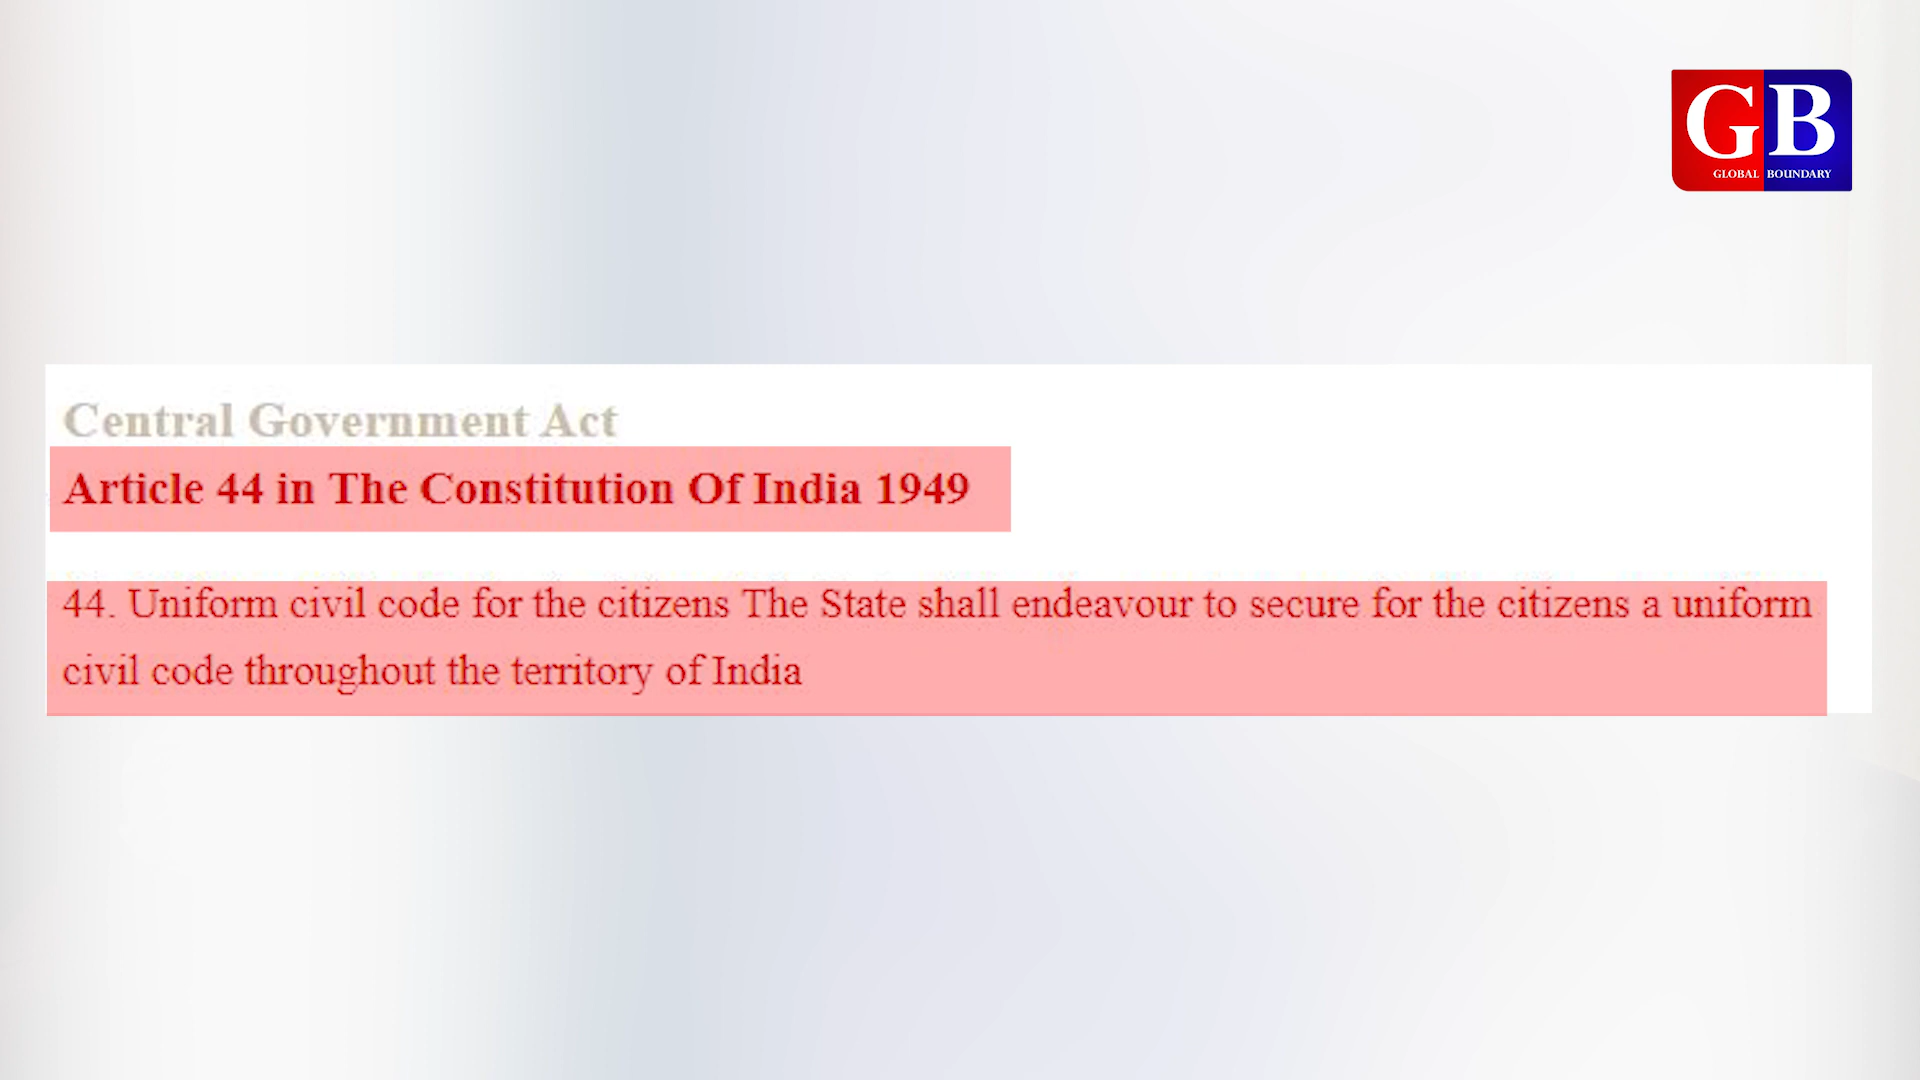 GB
GLOBAL BOUNDARY
Central Government Act
Article 44 in The Constitution Of India 1949
44. Uniform civil code for the citizens The State shall endeavour to secure for the citizens a uniform
civil code throughout the territory of India